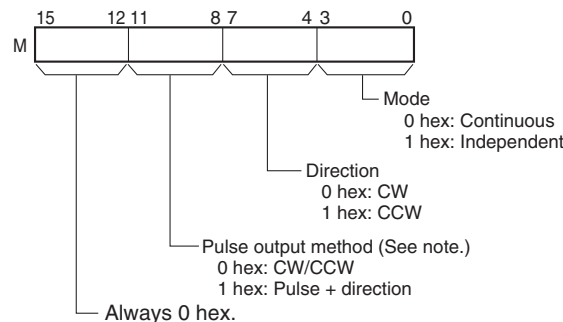 15 12 11 8 7 4 3 0
M
Mode
0 hex: Continuous
1 hex: Independent
Direction
0 hex: CW
1 hex: CCW
Pulse output method (See note.)
0 hex: CW/CCW
1 hex: Pulse + direction
Always 0 hex.